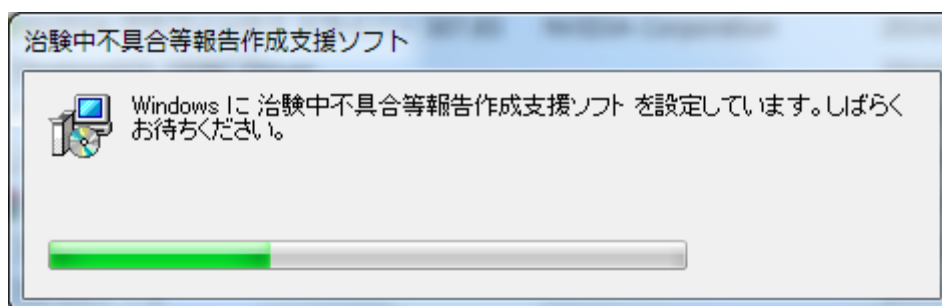 治験中不具合等報告作成支援ソフト
Windows に 治験中不具合等報告作成支援ソフト を設定しています。しばらく
お待ちください。